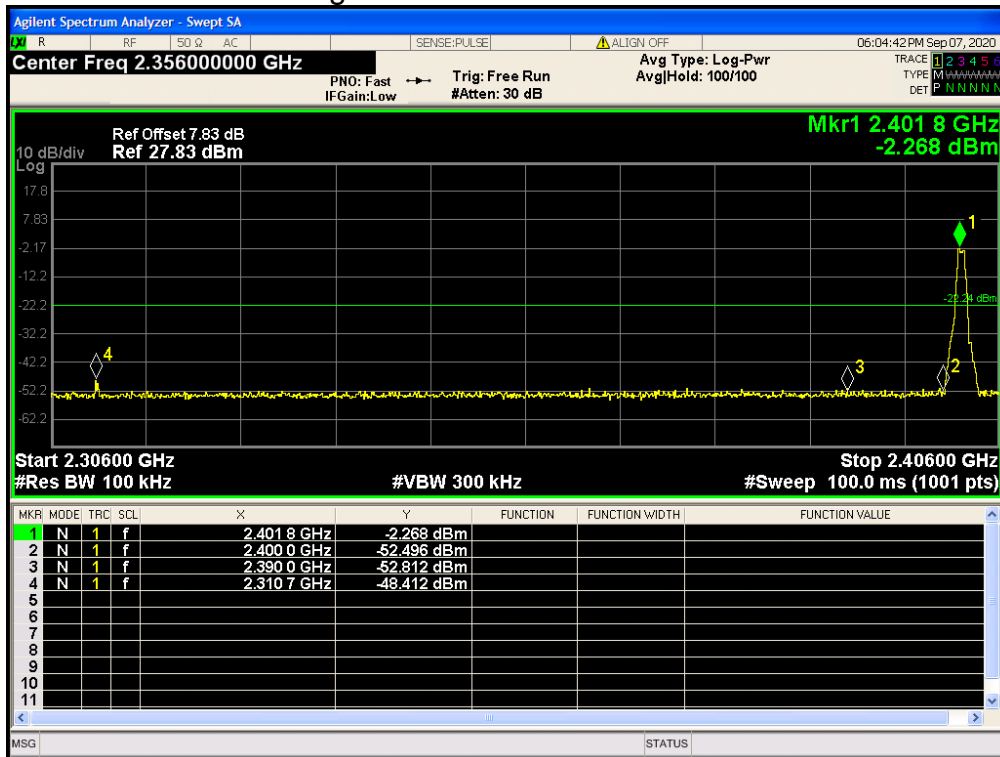 Agilent Spectrum Analyzer - Swept SA
LXI R RF 50 Ω AC SENSE:PULSE ALIGN OFF 06:04:42 PM Sep 07, 2020
Center Freq 2.356000000 GHz
PNO: Fast
IFGain:Low
Trig: Free Run
#Atten: 30 dB
Avg Type: Log-Pwr
Avg|Hold: 100/100
TRACE 1 2 3 4 5 6
TYPE M
DET P N N N N N
Mkr1 2.401 8 GHz
-2.268 dBm
Ref Offset 7.83 dB
10 dB/div Ref 27.83 dBm
Log
17.8
1
7.83
-2.17
-12.2
-22.2
-22.24 dBm
-32.2
-42.2
4
3
2
-52.2
-62.2
Start 2.30600 GHz Stop 2.40600 GHz
#Res BW 100 kHz #VBW 300 kHz #Sweep 100.0 ms (1001 pts)
MKR MODE TRC SCL X Y FUNCTION FUNCTION WIDTH FUNCTION VALUE
1 N 1 f 2.401 8 GHz -2.268 dBm
2 N 1 f 2.400 0 GHz -52.496 dBm
3 N 1 f 2.390 0 GHz -52.812 dBm
4 N 1 f 2.310 7 GHz -48.412 dBm
5
6
7
8
9
10
11
MSG STATUS